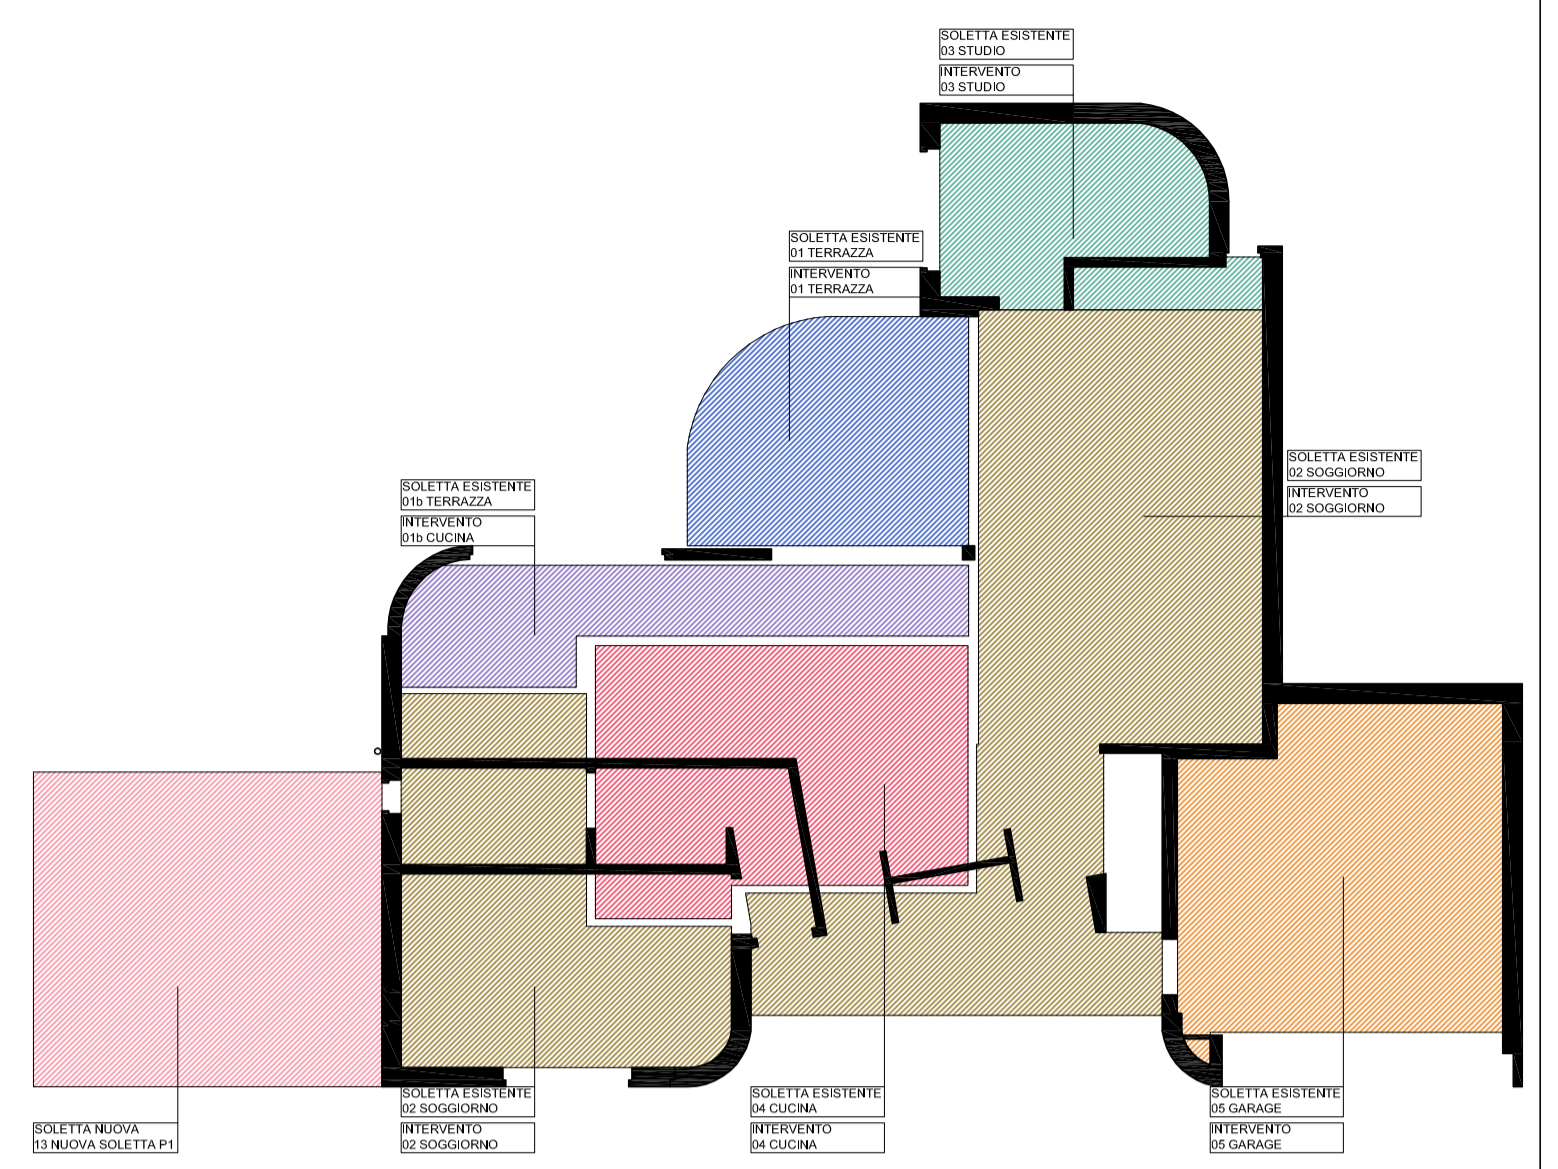 SOLETTA ESISTENTE
03 STUDIO
INTERVENTO
03 STUDIO
SOLETTA ESISTENTE
01 TERRAZZA
INTERVENTO
01 TERRAZZA
SOLETTA ESISTENTE
02 SOGGIORNO
INTERVENTO
02 SOGGIORNO
SOLETTA ESISTENTE
01b TERRAZZA
INTERVENTO
01b CUCINA
SOLETTA NUOVA
13 NUOVA SOLETTA P1
SOLETTA ESISTENTE
02 SOGGIORNO
INTERVENTO
02 SOGGIORNO
SOLETTA ESISTENTE
04 CUCINA
INTERVENTO
04 CUCINA
SOLETTA ESISTENTE
05 GARAGE
INTERVENTO
05 GARAGE